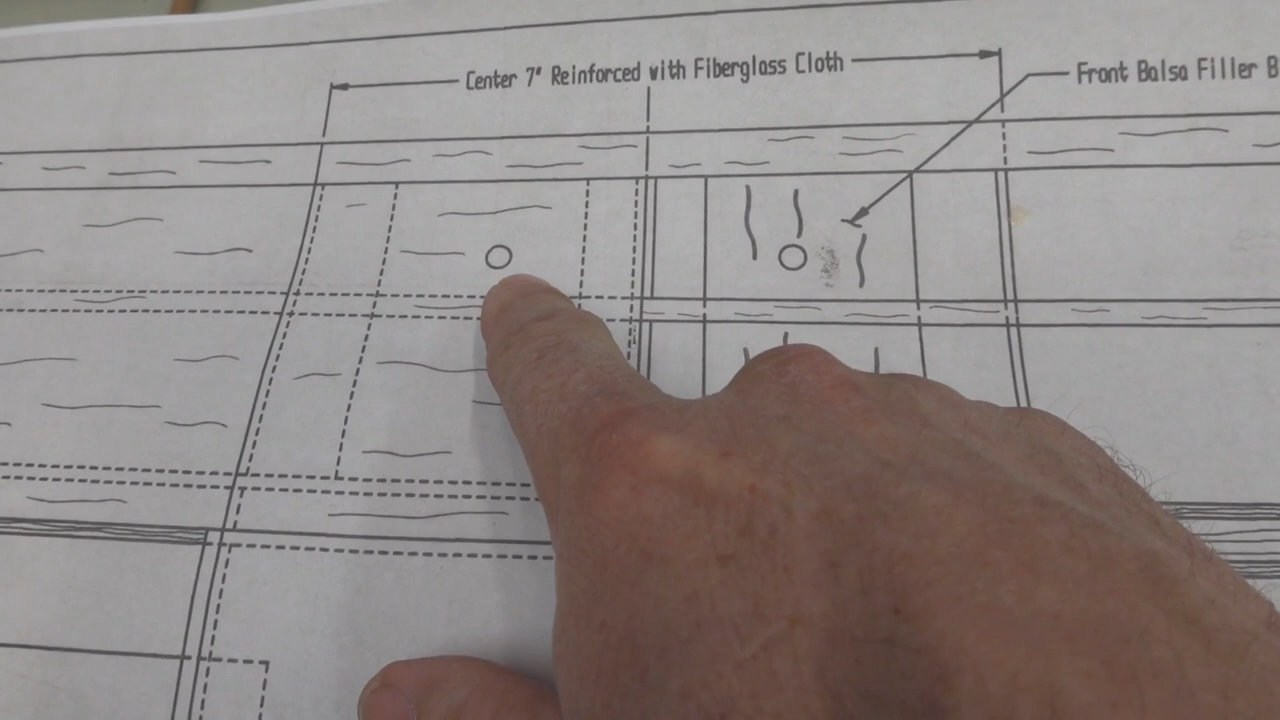 Center 7" Reinforced with Fiberglass Cloth
Front Balsa Filler B